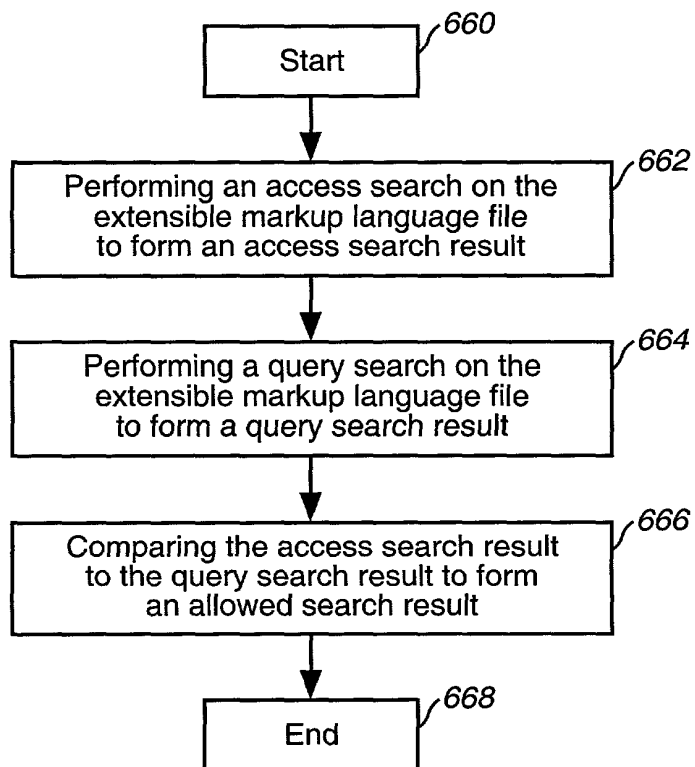 660
Start
662
Performing an access search on the
extensible markup language file
to form an access search result
664
Performing a query search on the
extensible markup language file
to form a query search result
666
Comparing the access search result
to the query search result to form
an allowed search result
668
End